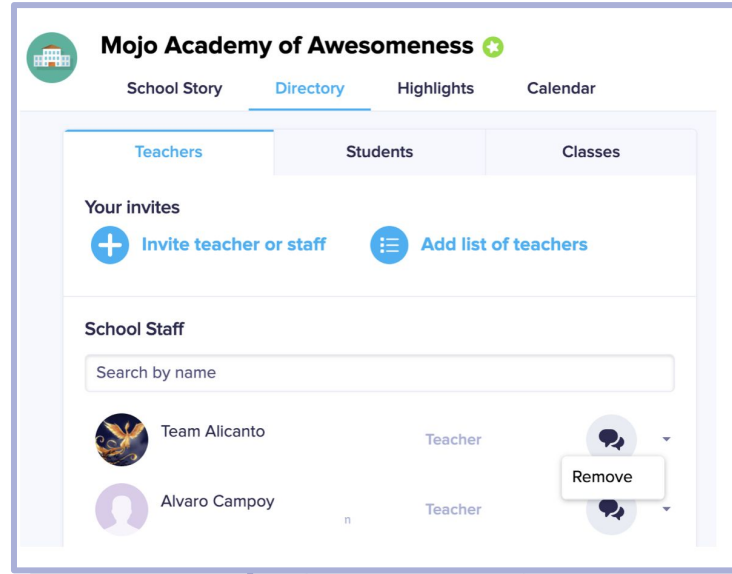 Mojo Academy of Awesomeness
School Story Directory Highlights Calendar
Teachers Students Classes
Your invites
Invite teacher or staff Add list of teachers
School Staff
Search by name
Team Alicanto Teacher
Remove
Alvaro Campoy n Teacher